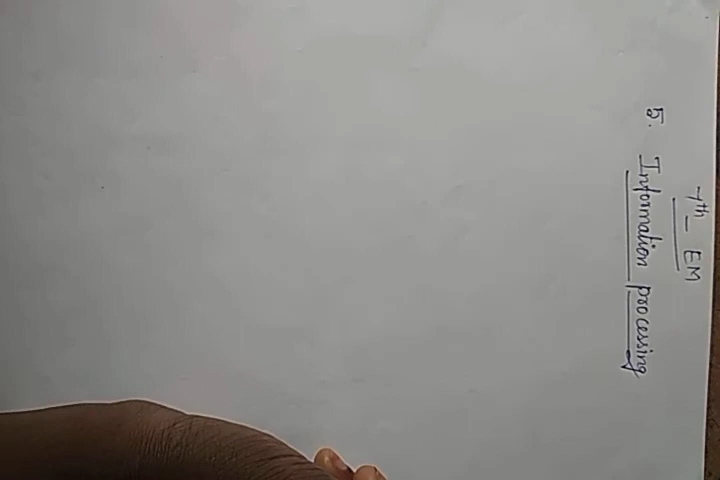 7th - EM
5. Information processing